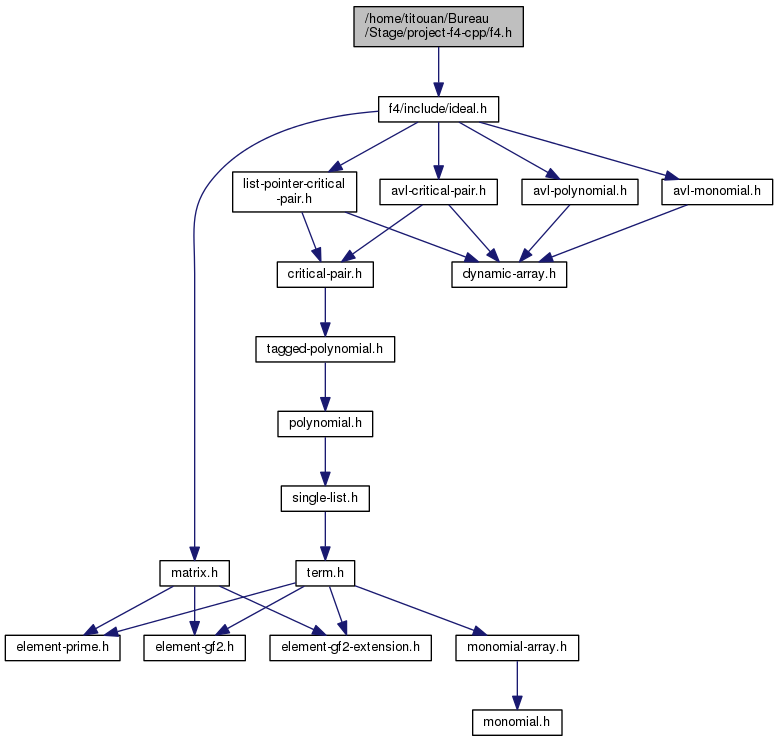 /home/titouan/Bureau
/Stage/project-f4-cpp/f4.h
f4/include/ideal.h
list-pointer-critical
-pair.h
avl-critical-pair.h
avl-polynomial.h
avl-monomial.h
critical-pair.h
dynamic-array.h
tagged-polynomial.h
polynomial.h
single-list.h
matrix.h
term.h
element-prime.h
element-gf2.h
element-gf2-extension.h
monomial-array.h
monomial.h